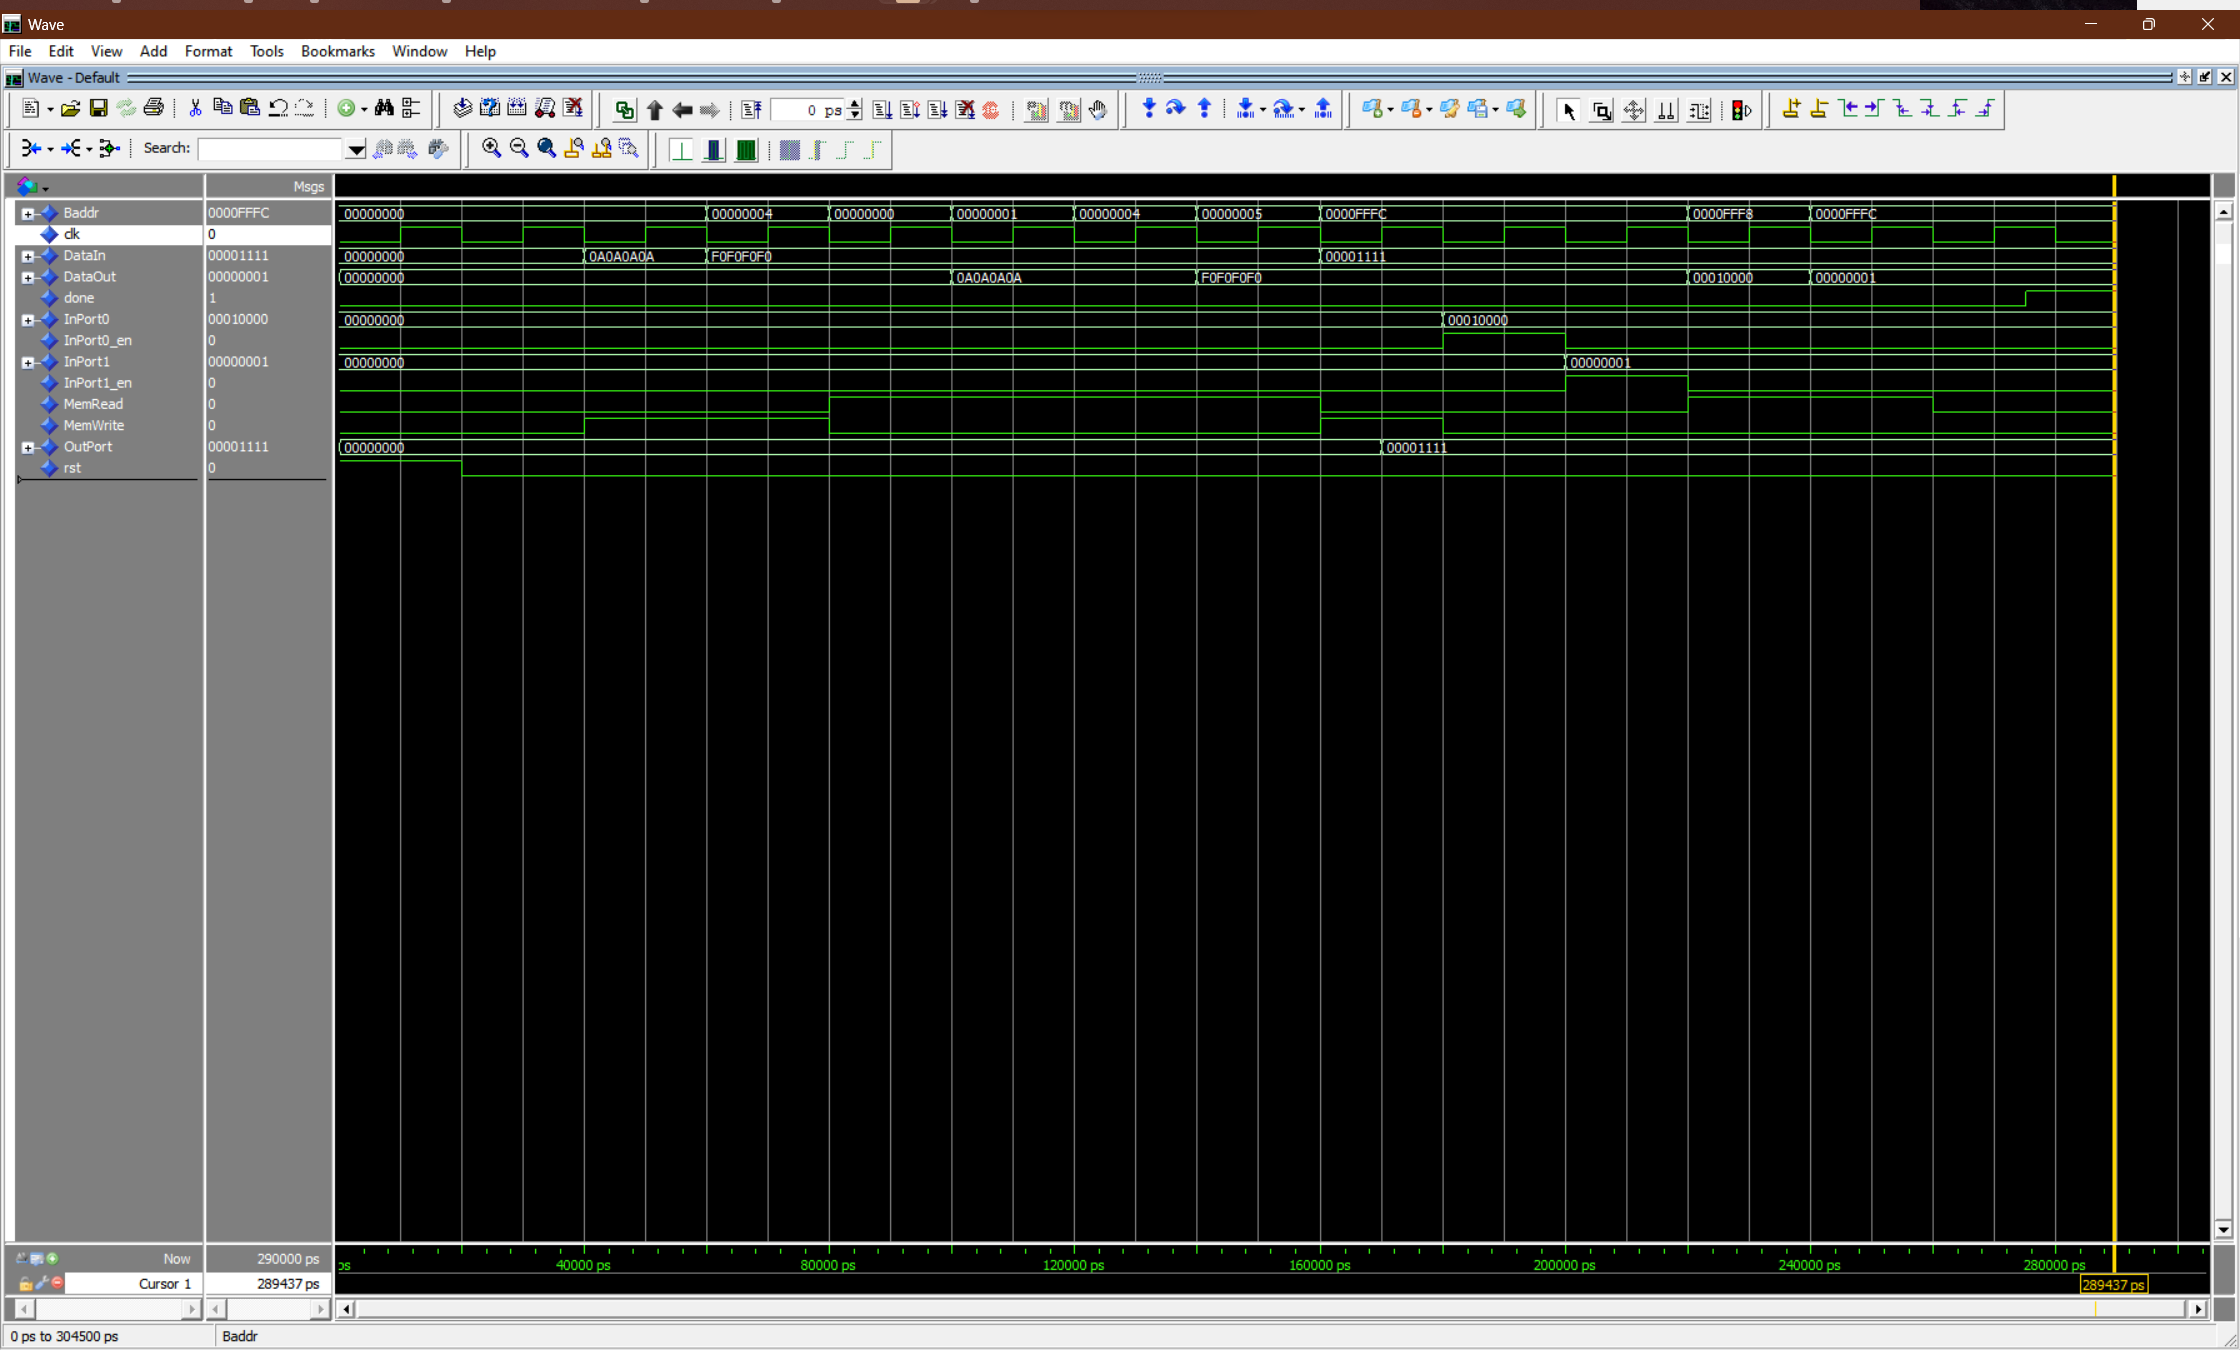 Wave
File Edit View Add Format Tools Bookmarks Window Help
Wave - Default
0 ps
Search:
Msgs
Baddr 0000FFFC 00000000 00000004 00000000 00000001 00000004 00000005 0000FFFC 0000FFF8 0000FFFC
clk 0
DataIn 00001111 00000000 0A0A0A0A F0F0F0F0 00001111
DataOut 00000001 00000000 0A0A0A0A F0F0F0F0 00010000 00000001
done 1
InPort0 00010000 00000000 00010000
InPort0_en 0
InPort1 00000001 00000000 00000001
InPort1_en 0
MemRead 0
MemWrite 0
OutPort 00001111 00000000 00001111
rst 0
Now 290000 ps ps 40000 ps 80000 ps 120000 ps 160000 ps 200000 ps 240000 ps 280000 ps
Cursor 1 289437 ps 289437 ps
0 ps to 304500 ps Baddr